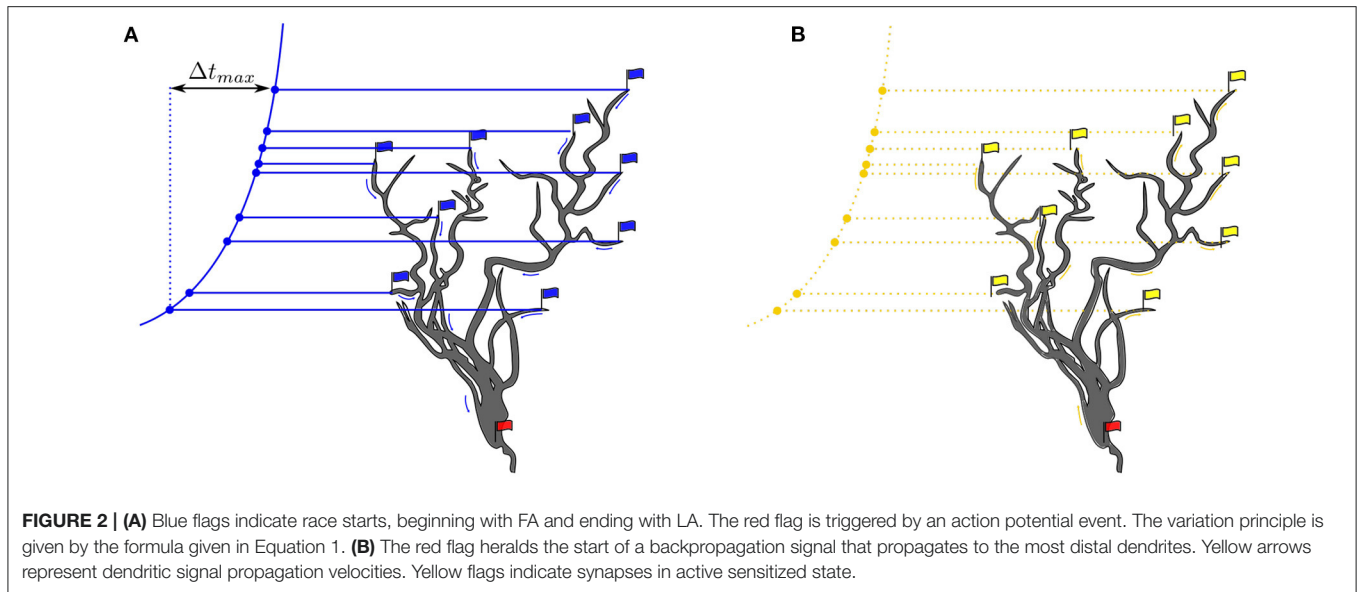 A
B
Δt_max
FIGURE 2 | (A) Blue flags indicate race starts, beginning with FA and ending with LA. The red flag is triggered by an action potential event. The variation principle is
given by the formula given in Equation 1. (B) The red flag heralds the start of a backpropagation signal that propagates to the most distal dendrites. Yellow arrows
represent dendritic signal propagation velocities. Yellow flags indicate synapses in active sensitized state.